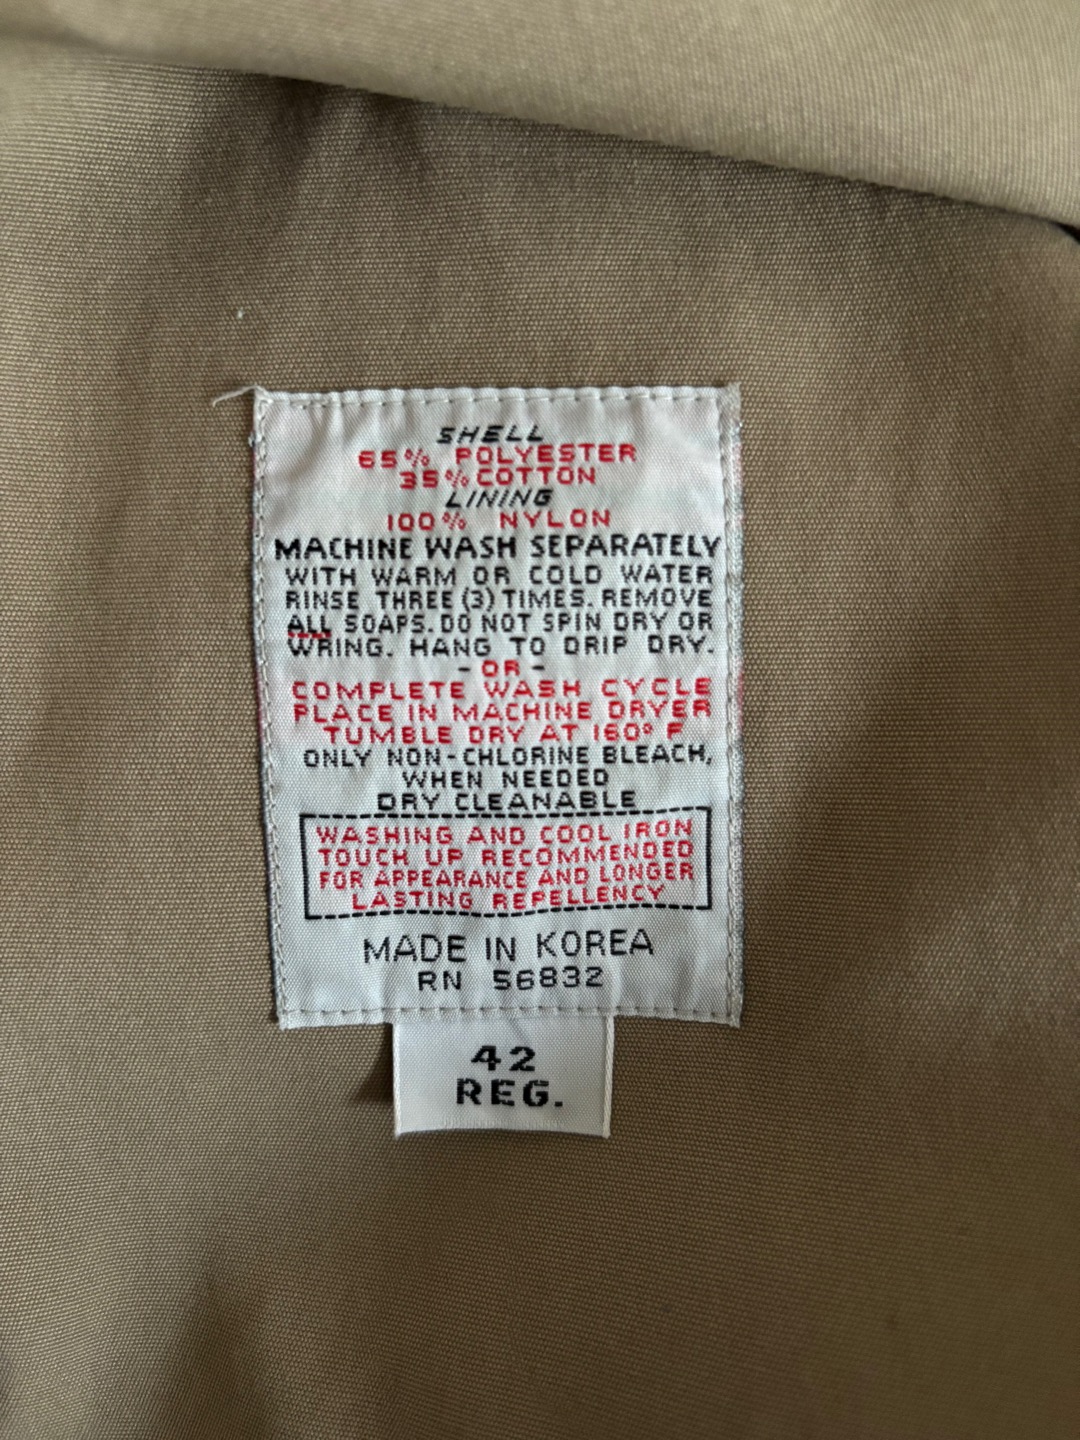 SHELL
65% POLYESTER
35% COTTON
LINING
100% NYLON
MACHINE WASH SEPARATELY
WITH WARM OR COLD WATER
RINSE THREE (3) TIMES. REMOVE
ALL SOAPS. DO NOT SPIN DRY OR
WRING. HANG TO DRIP DRY.
- OR -
COMPLETE WASH CYCLE
PLACE IN MACHINE DRYER
TUMBLE DRY AT 160° F
ONLY NON-CHLORINE BLEACH,
WHEN NEEDED
DRY CLEANABLE
WASHING AND COOL IRON
TOUCH UP RECOMMENDED
FOR APPEARANCE AND LONGER
LASTING REPELLENCY
MADE IN KOREA
RN 56832
42
REG.